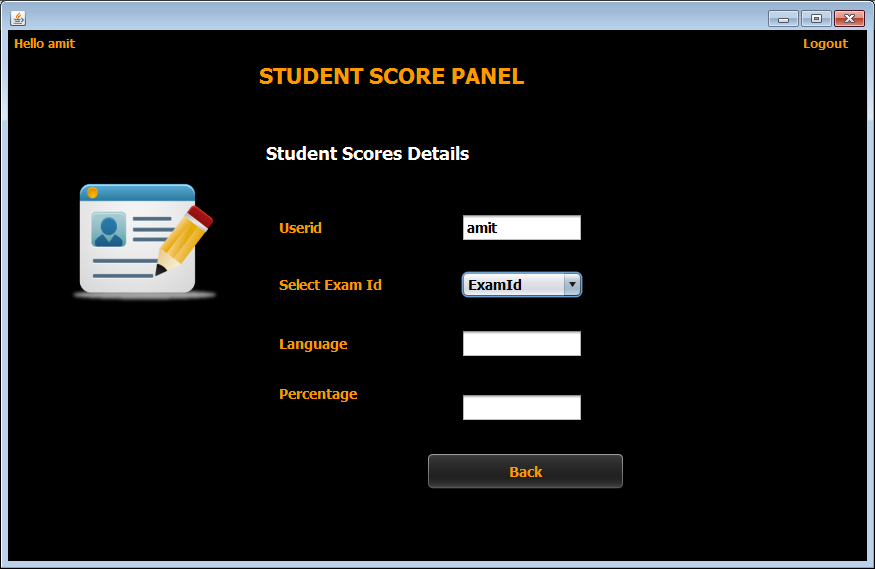 Hello amit
Logout
STUDENT SCORE PANEL
Student Scores Details
Userid
amit
Select Exam Id
ExamId
Language
Percentage
Back